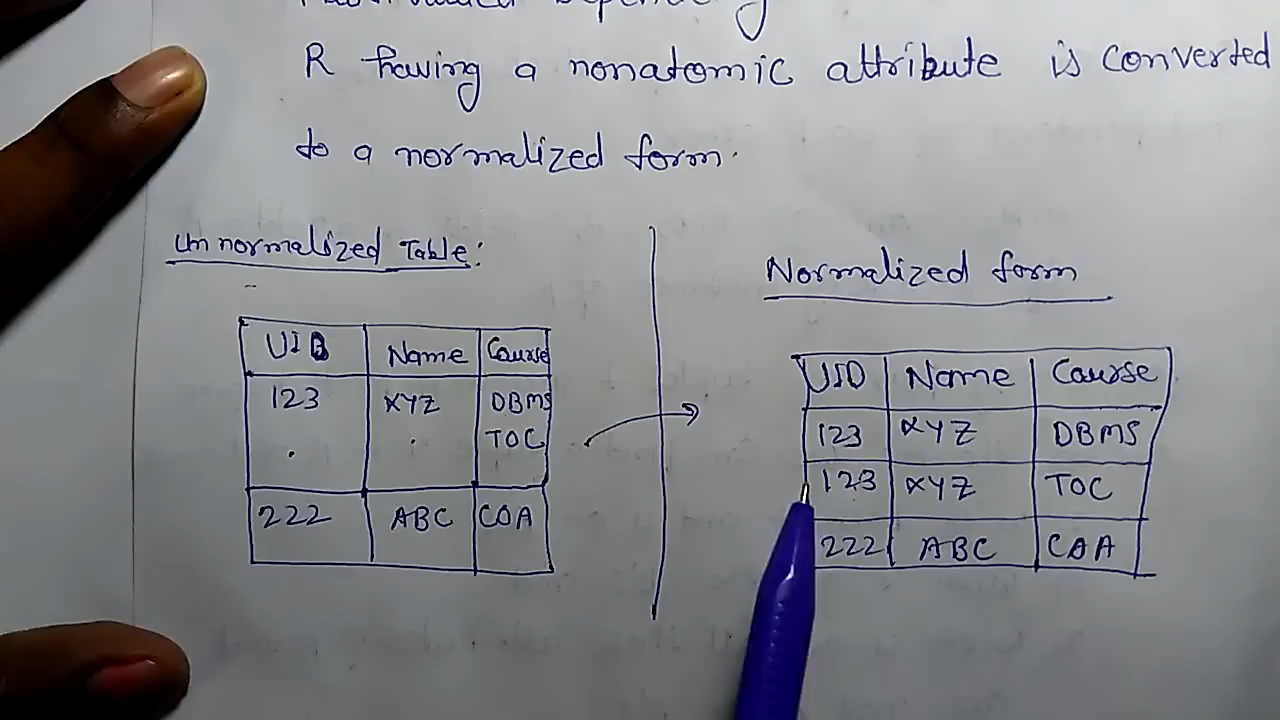 R having a nonatomic attribute is converted
to a normalized form.
Unnormalized Table:
UID Name Course
123 XYZ DBMS
TOC
222 ABC COA
Normalized form
UID Name Course
123 XYZ DBMS
123 XYZ TOC
222 ABC COA